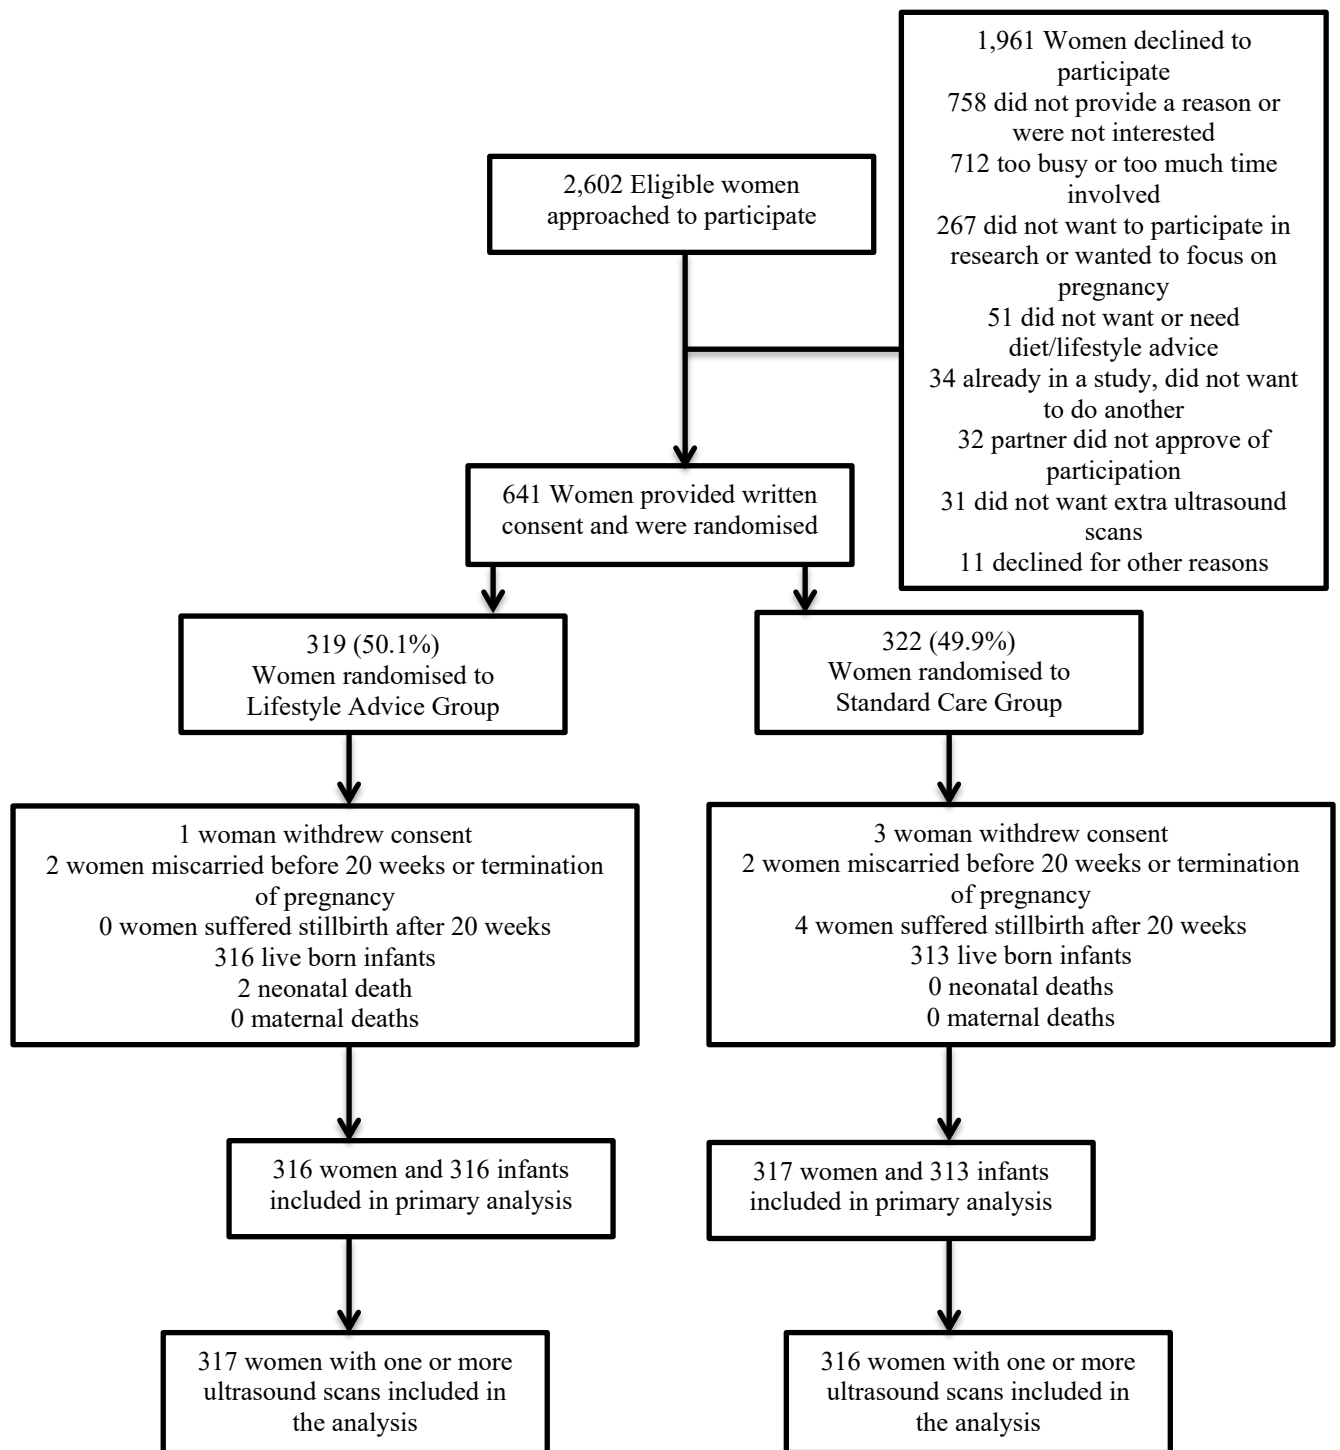 1,961 Women declined to
participate
758 did not provide a reason or
were not interested
712 too busy or too much time
involved
267 did not want to participate in
research or wanted to focus on
pregnancy
51 did not want or need
diet/lifestyle advice
34 already in a study, did not want
to do another
32 partner did not approve of
participation
31 did not want extra ultrasound
scans
11 declined for other reasons
2,602 Eligible women
approached to participate
641 Women provided written
consent and were randomised
319 (50.1%)
Women randomised to
Lifestyle Advice Group
322 (49.9%)
Women randomised to
Standard Care Group
1 woman withdrew consent
2 women miscarried before 20 weeks or termination
of pregnancy
0 women suffered stillbirth after 20 weeks
316 live born infants
2 neonatal death
0 maternal deaths
3 woman withdrew consent
2 women miscarried before 20 weeks or termination
of pregnancy
4 women suffered stillbirth after 20 weeks
313 live born infants
0 neonatal deaths
0 maternal deaths
316 women and 316 infants
included in primary analysis
317 women and 313 infants
included in primary analysis
317 women with one or more
ultrasound scans included in
the analysis
316 women with one or more
ultrasound scans included in
the analysis